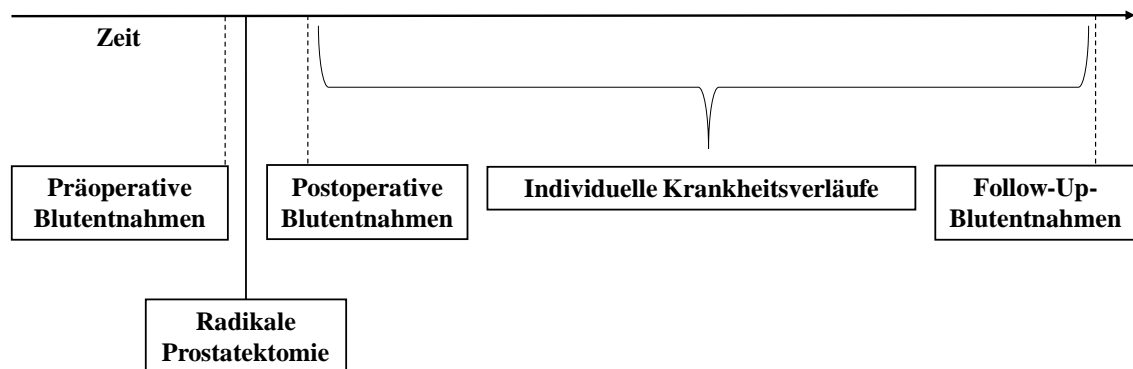 Zeit
Präoperative
Blutentnahmen
Postoperative
Blutentnahmen
Individuelle Krankheitsverläufe
Follow-Up-
Blutentnahmen
Radikale
Prostatektomie